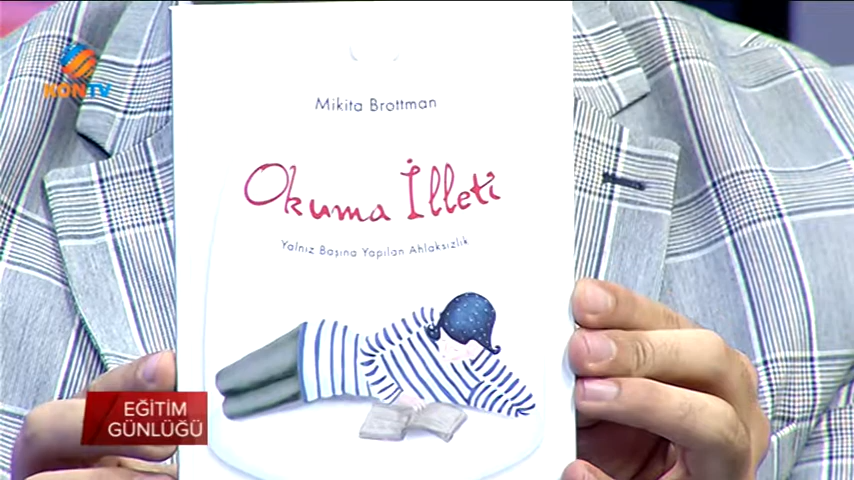 KONTV
Mikita Brottman
Okuma İlleti
Yalnız Başına Yapılan Ahlaksızlık
EĞİTİM
GÜNLÜĞÜ